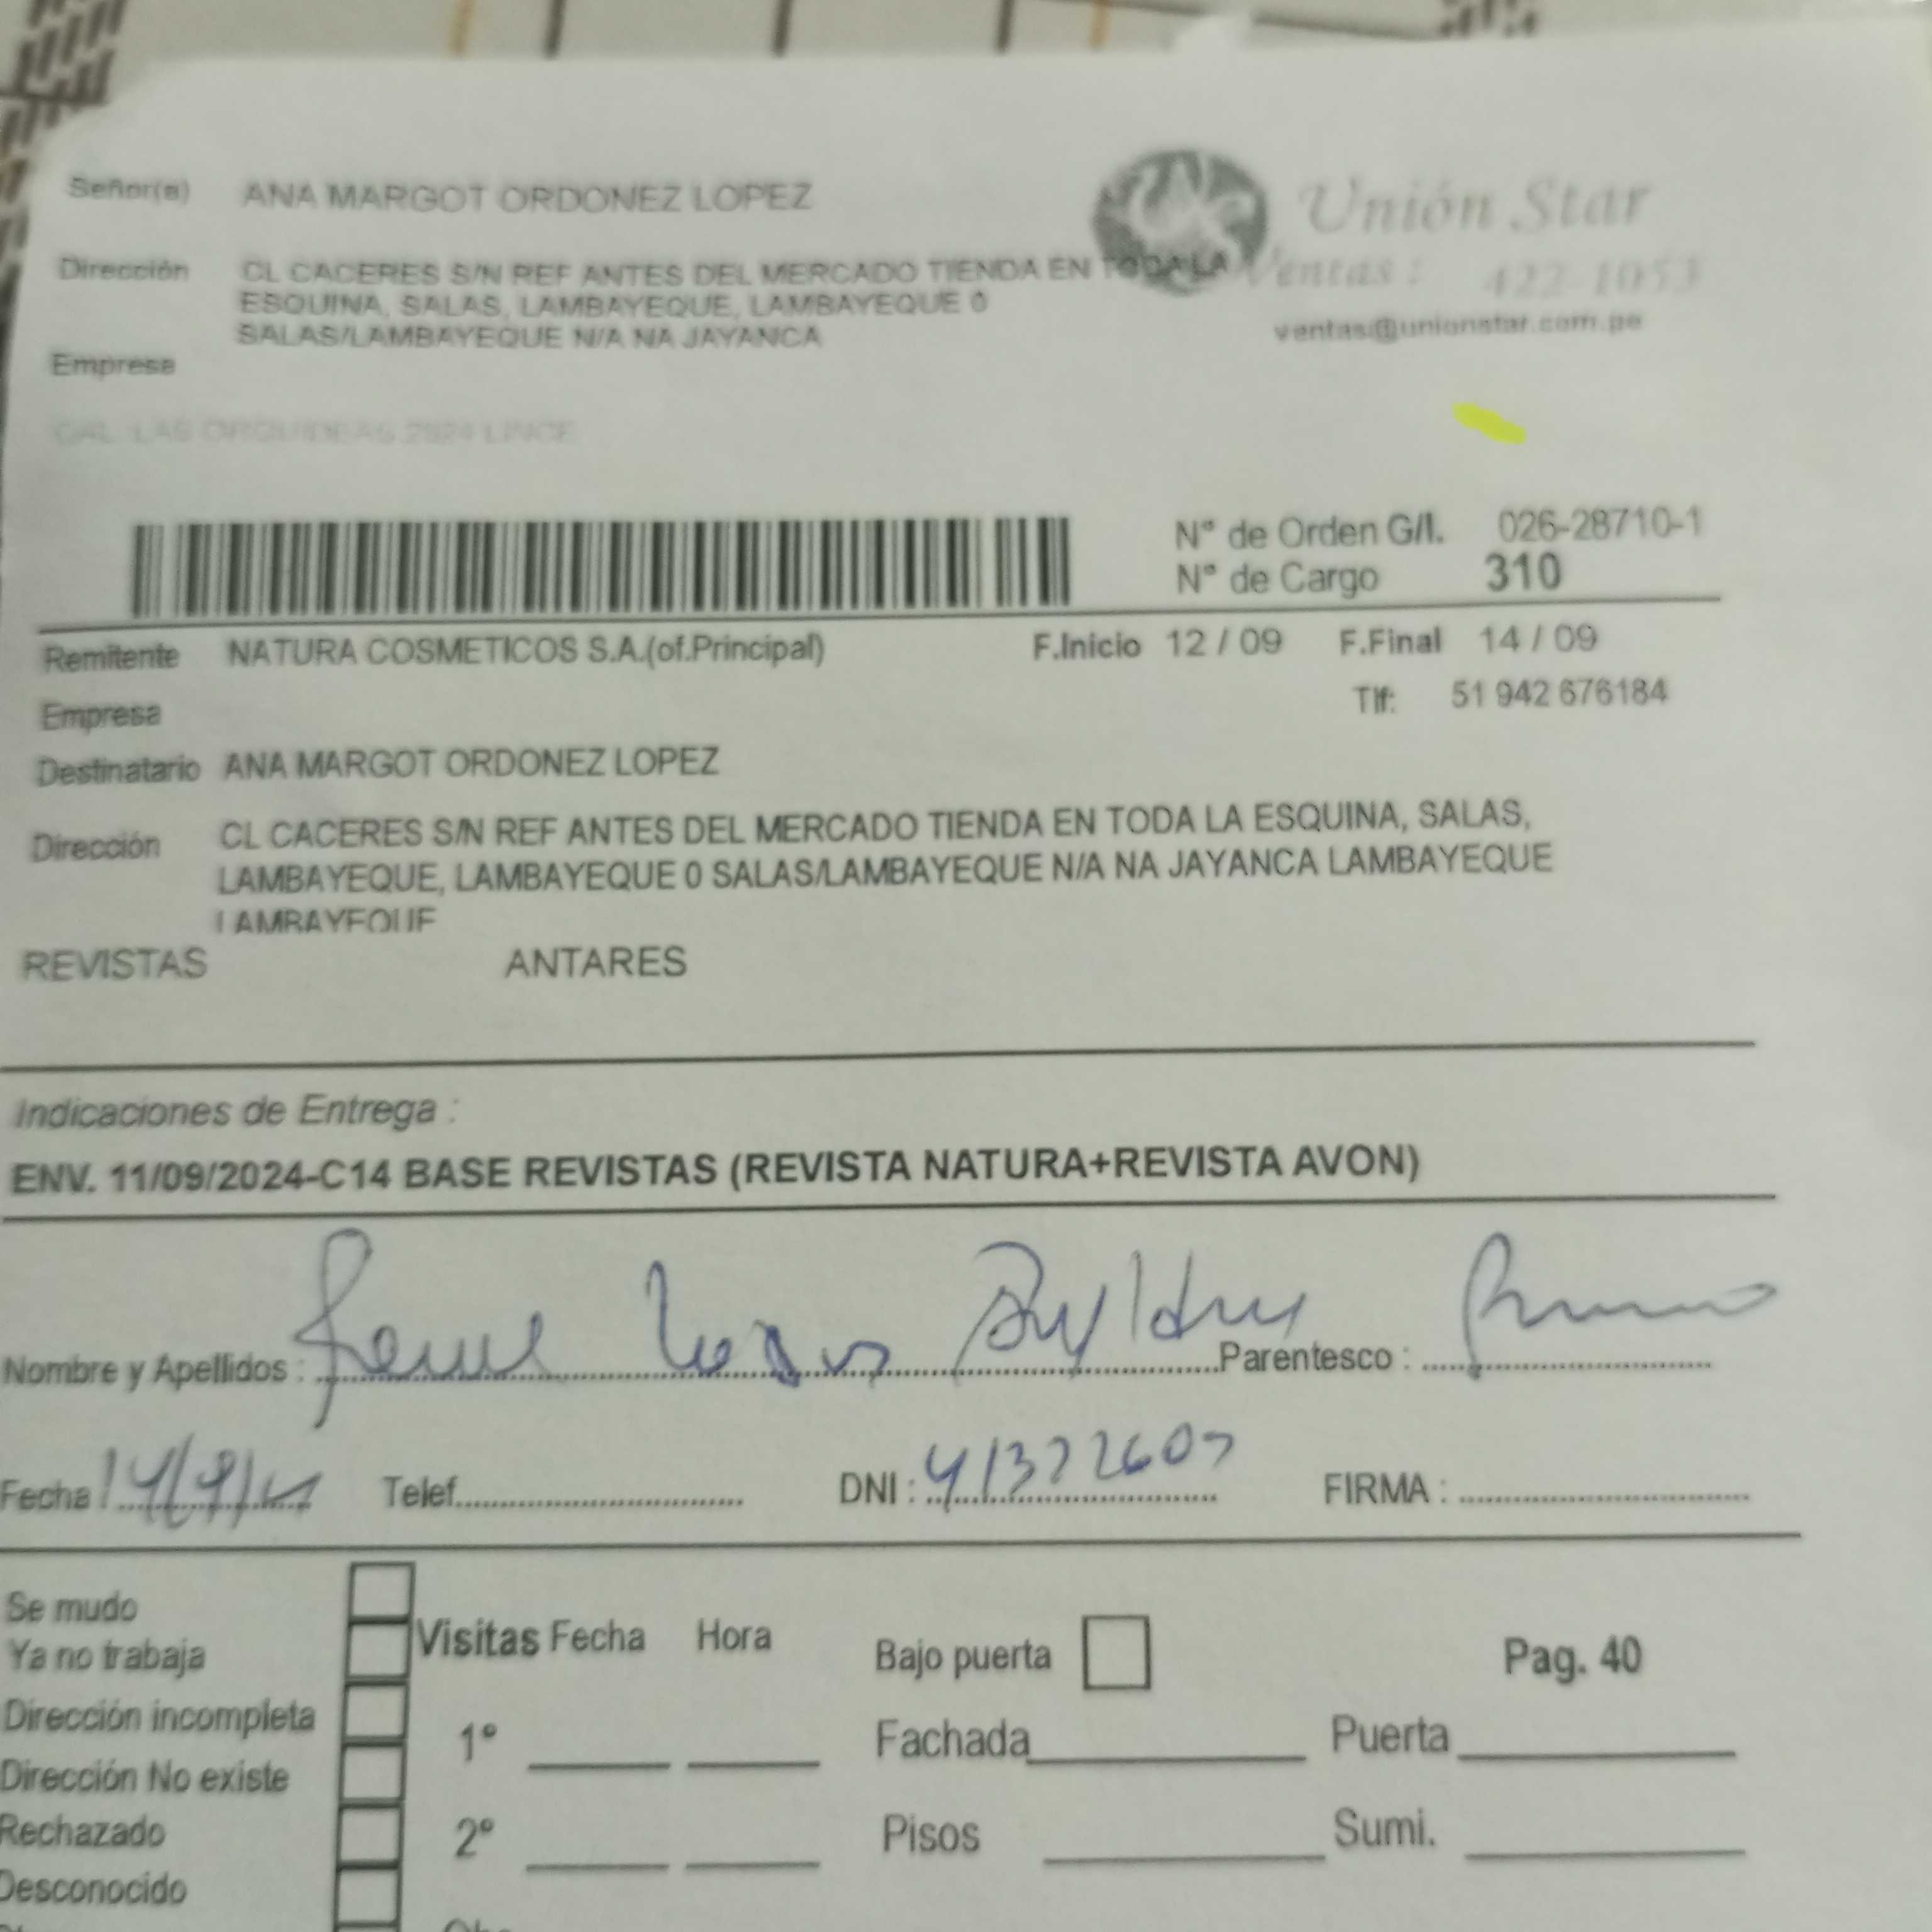 Señor(a) ANA MARGOT ORDONEZ LOPEZ
Unión Star
Dirección CL CACERES S/N REF ANTES DEL MERCADO TIENDA EN TODA LA
ESQUINA, SALAS, LAMBAYEQUE, LAMBAYEQUE 0
SALAS/LAMBAYEQUE N/A NA JAYANCA
Ventas: 422-1053
ventas@unionstar.com.pe
Empresa
CAL. LAS ORQUIDEAS LINCE
N° de Orden G/I. 026-28710-1
N° de Cargo 310
Remitente NATURA COSMETICOS S.A.(of.Principal) F.Inicio 12 / 09 F.Final 14 / 09
Empresa Tlf: 51 942 676184
Destinatario ANA MARGOT ORDONEZ LOPEZ
Dirección CL CACERES S/N REF ANTES DEL MERCADO TIENDA EN TODA LA ESQUINA, SALAS,
LAMBAYEQUE, LAMBAYEQUE 0 SALAS/LAMBAYEQUE N/A NA JAYANCA LAMBAYEQUE
LAMBAYEQUE
REVISTAS ANTARES
Indicaciones de Entrega :
ENV. 11/09/2024-C14 BASE REVISTAS (REVISTA NATURA+REVISTA AVON)
Nombre y Apellidos : Parentesco :
Fecha Telef. DNI : FIRMA :
Se mudo
Ya no trabaja
Dirección incompleta
Dirección No existe
Rechazado
Desconocido
Visitas Fecha Hora
1°
2°
Bajo puerta Pag. 40
Fachada Puerta
Pisos Sumi.